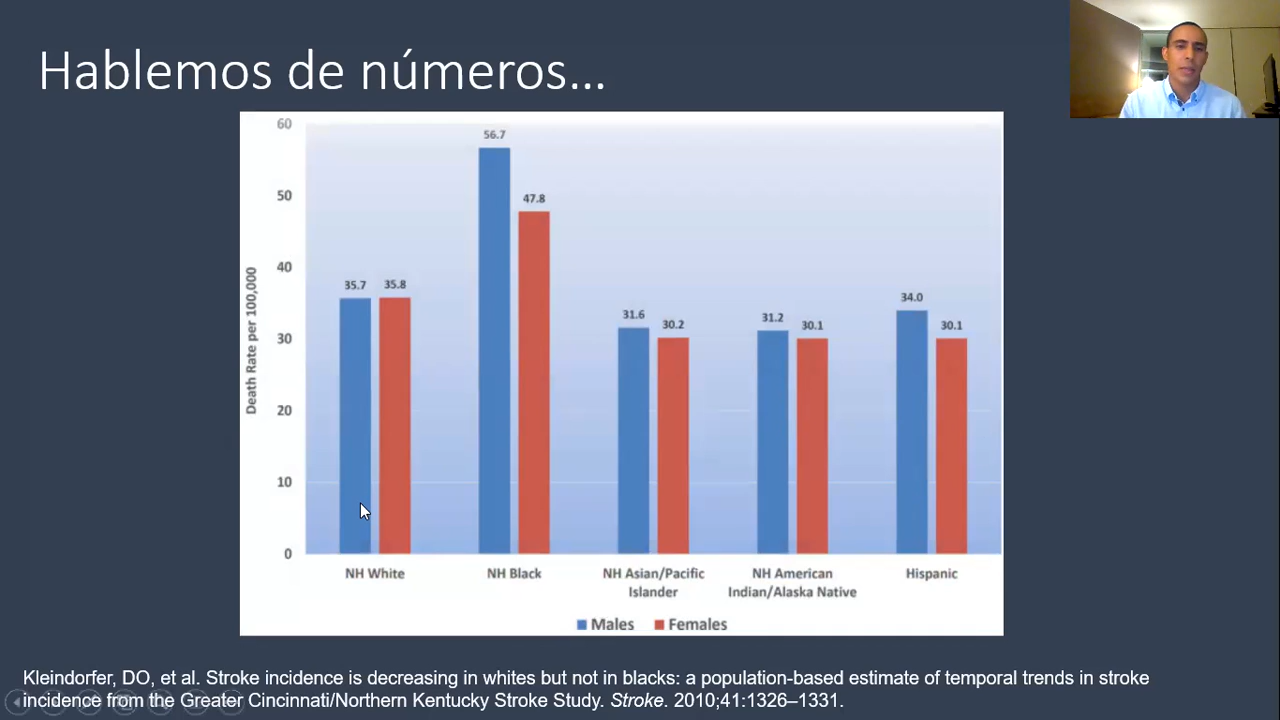 Hablemos de números...
60
50
40
30
20
10
0
Death Rate per 100,000
35.7
35.8
56.7
47.8
31.6
30.2
31.2
30.1
34.0
30.1
NH White
NH Black
NH Asian/Pacific
Islander
NH American
Indian/Alaska Native
Hispanic
Males
Females
Kleindorfer, DO, et al. Stroke incidence is decreasing in whites but not in blacks: a population-based estimate of temporal trends in stroke
incidence from the Greater Cincinnati/Northern Kentucky Stroke Study. Stroke. 2010;41:1326–1331.